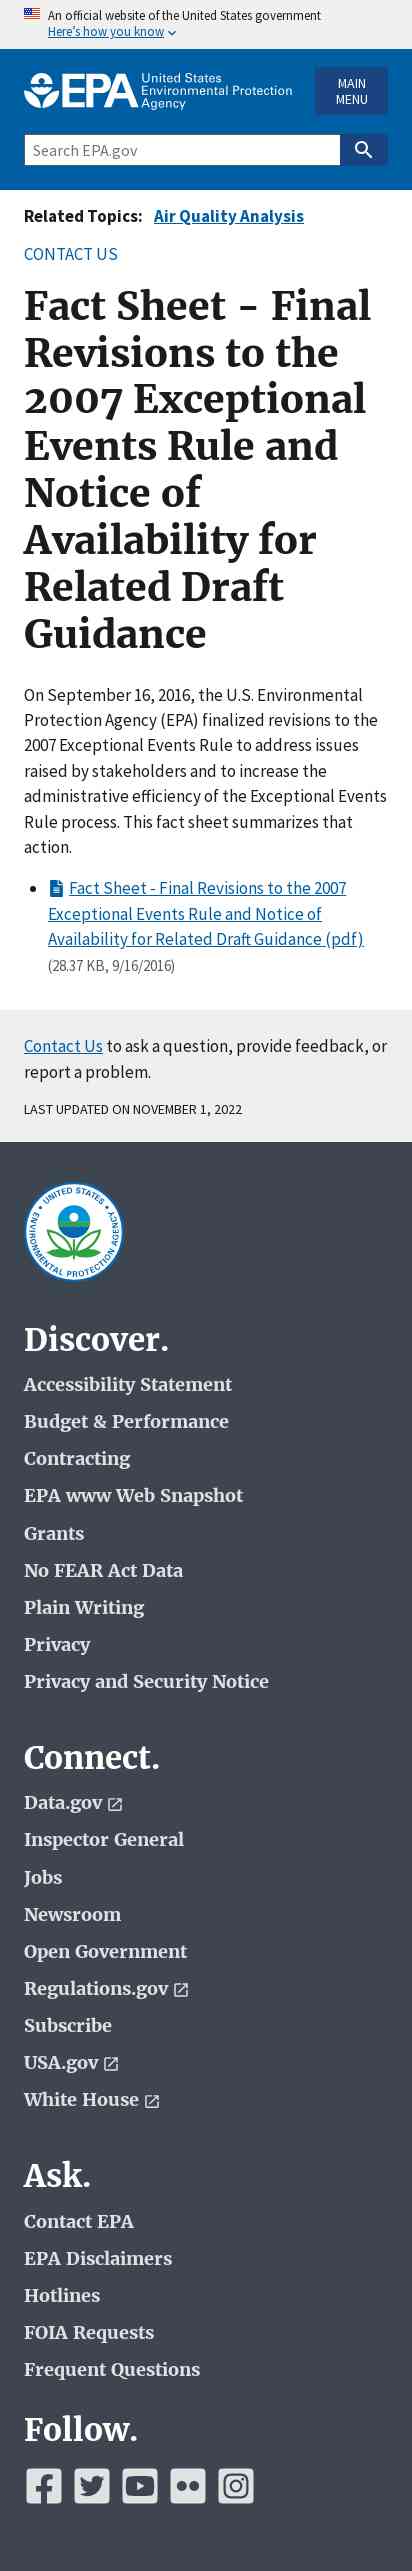 An official website of the United States government
Here's how you know
EPA United States
Environmental Protection
Agency
MAIN
MENU
Search EPA.gov
Related Topics: Air Quality Analysis
CONTACT US
Fact Sheet - Final
Revisions to the
2007 Exceptional
Events Rule and
Notice of
Availability for
Related Draft
Guidance
On September 16, 2016, the U.S. Environmental
Protection Agency (EPA) finalized revisions to the
2007 Exceptional Events Rule to address issues
raised by stakeholders and to increase the
administrative efficiency of the Exceptional Events
Rule process. This fact sheet summarizes that
action.
Fact Sheet - Final Revisions to the 2007
Exceptional Events Rule and Notice of
Availability for Related Draft Guidance (pdf)
(28.37 KB, 9/16/2016)
Contact Us to ask a question, provide feedback, or
report a problem.
LAST UPDATED ON NOVEMBER 1, 2022
UNITED STATES
ENVIRONMENTAL PROTECTION AGENCY
Discover.
Accessibility Statement
Budget & Performance
Contracting
EPA www Web Snapshot
Grants
No FEAR Act Data
Plain Writing
Privacy
Privacy and Security Notice
Connect.
Data.gov
Inspector General
Jobs
Newsroom
Open Government
Regulations.gov
Subscribe
USA.gov
White House
Ask.
Contact EPA
EPA Disclaimers
Hotlines
FOIA Requests
Frequent Questions
Follow.